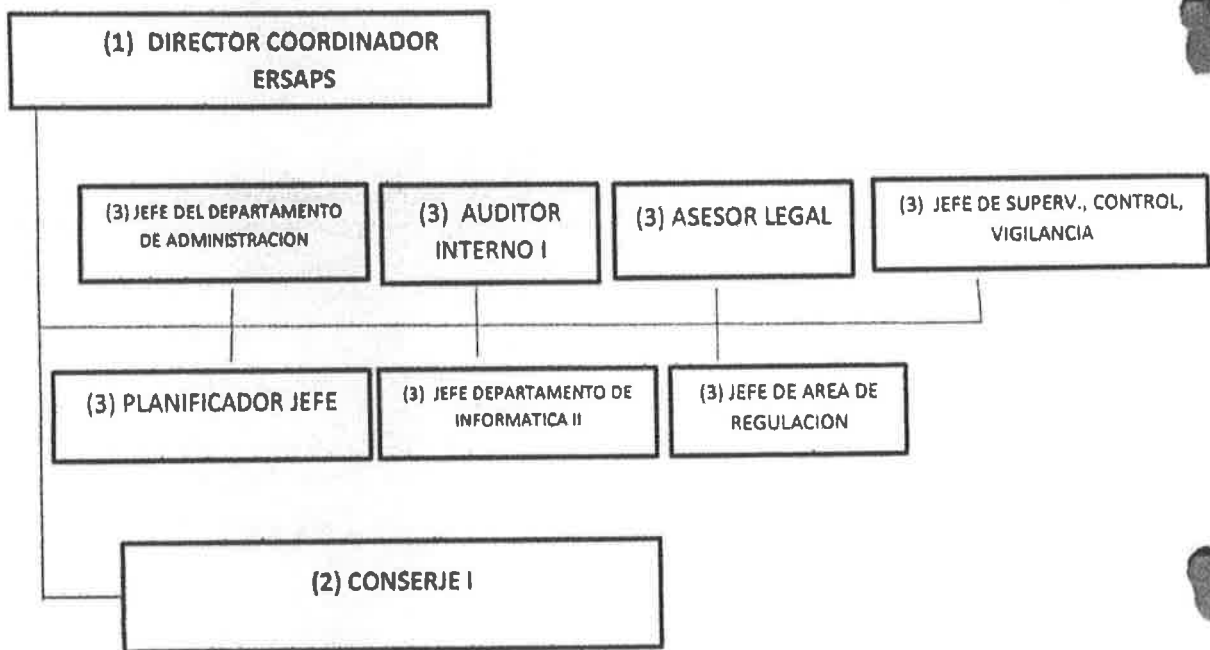 (1) DIRECTOR COORDINADOR
ERSAPS
(3) JEFE DEL DEPARTAMENTO
DE ADMINISTRACION
(3) AUDITOR
INTERNO I
(3) ASESOR LEGAL
(3) JEFE DE SUPERV., CONTROL,
VIGILANCIA
(3) PLANIFICADOR JEFE
(3) JEFE DEPARTAMENTO DE
INFORMATICA II
(3) JEFE DE AREA DE
REGULACION
(2) CONSERJE I